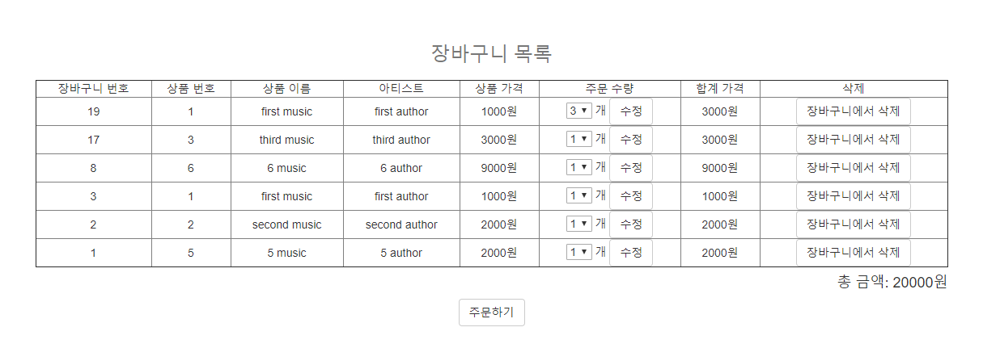 장바구니 목록
장바구니 번호 상품 번호 상품 이름 아티스트 상품 가격 주문 수량 합계 가격 삭제
19 1 first music first author 1000원 3 개 수정 3000원 장바구니에서 삭제
17 3 third music third author 3000원 1 개 수정 3000원 장바구니에서 삭제
8 6 6 music 6 author 9000원 1 개 수정 9000원 장바구니에서 삭제
3 1 first music first author 1000원 1 개 수정 1000원 장바구니에서 삭제
2 2 second music second author 2000원 1 개 수정 2000원 장바구니에서 삭제
1 5 5 music 5 author 2000원 1 개 수정 2000원 장바구니에서 삭제
총 금액: 20000원
주문하기